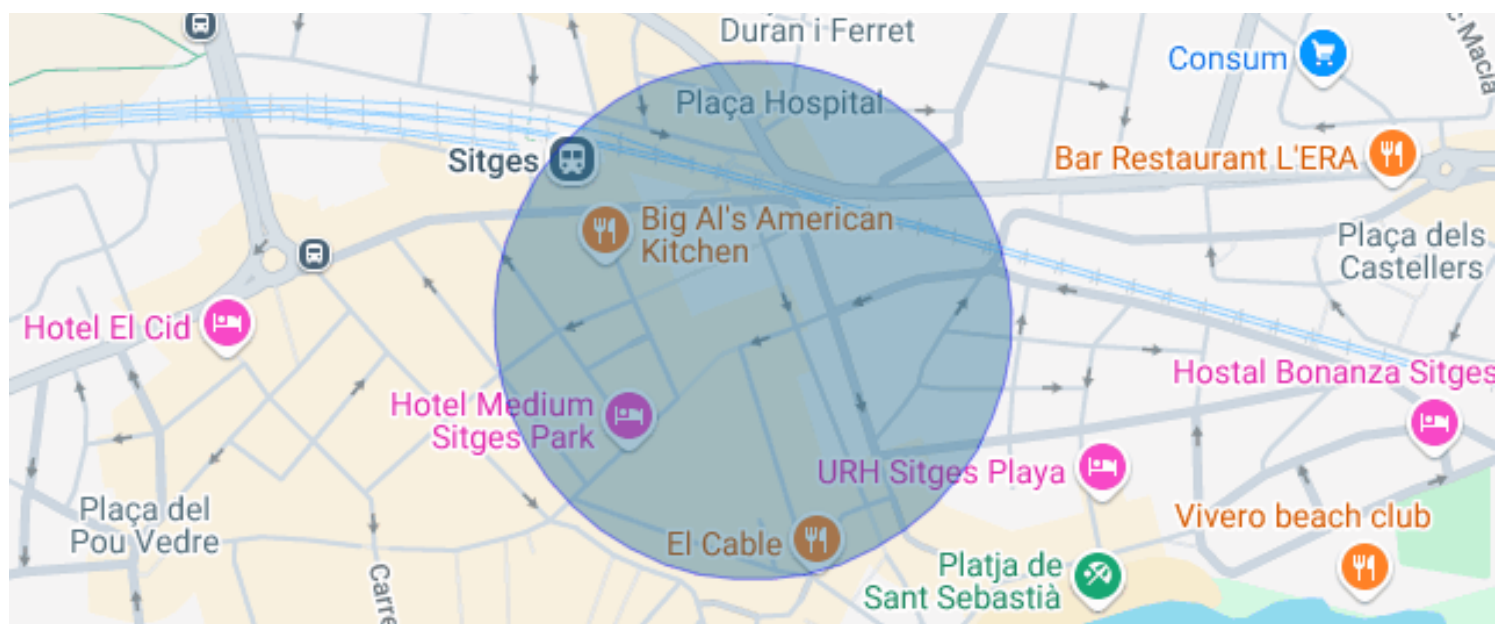 Duran i Ferret
Consum
c Macià
Plaça Hospital
Sitges
Bar Restaurant L'ERA
Big Al's American
Kitchen
Plaça dels
Castellers
Hotel El Cid
Hostal Bonanza Sitges
Hotel Medium
Sitges Park
URH Sitges Playa
Plaça del
Pou Vedre
Vivero beach club
El Cable
Platja de
Sant Sebastià
Carre